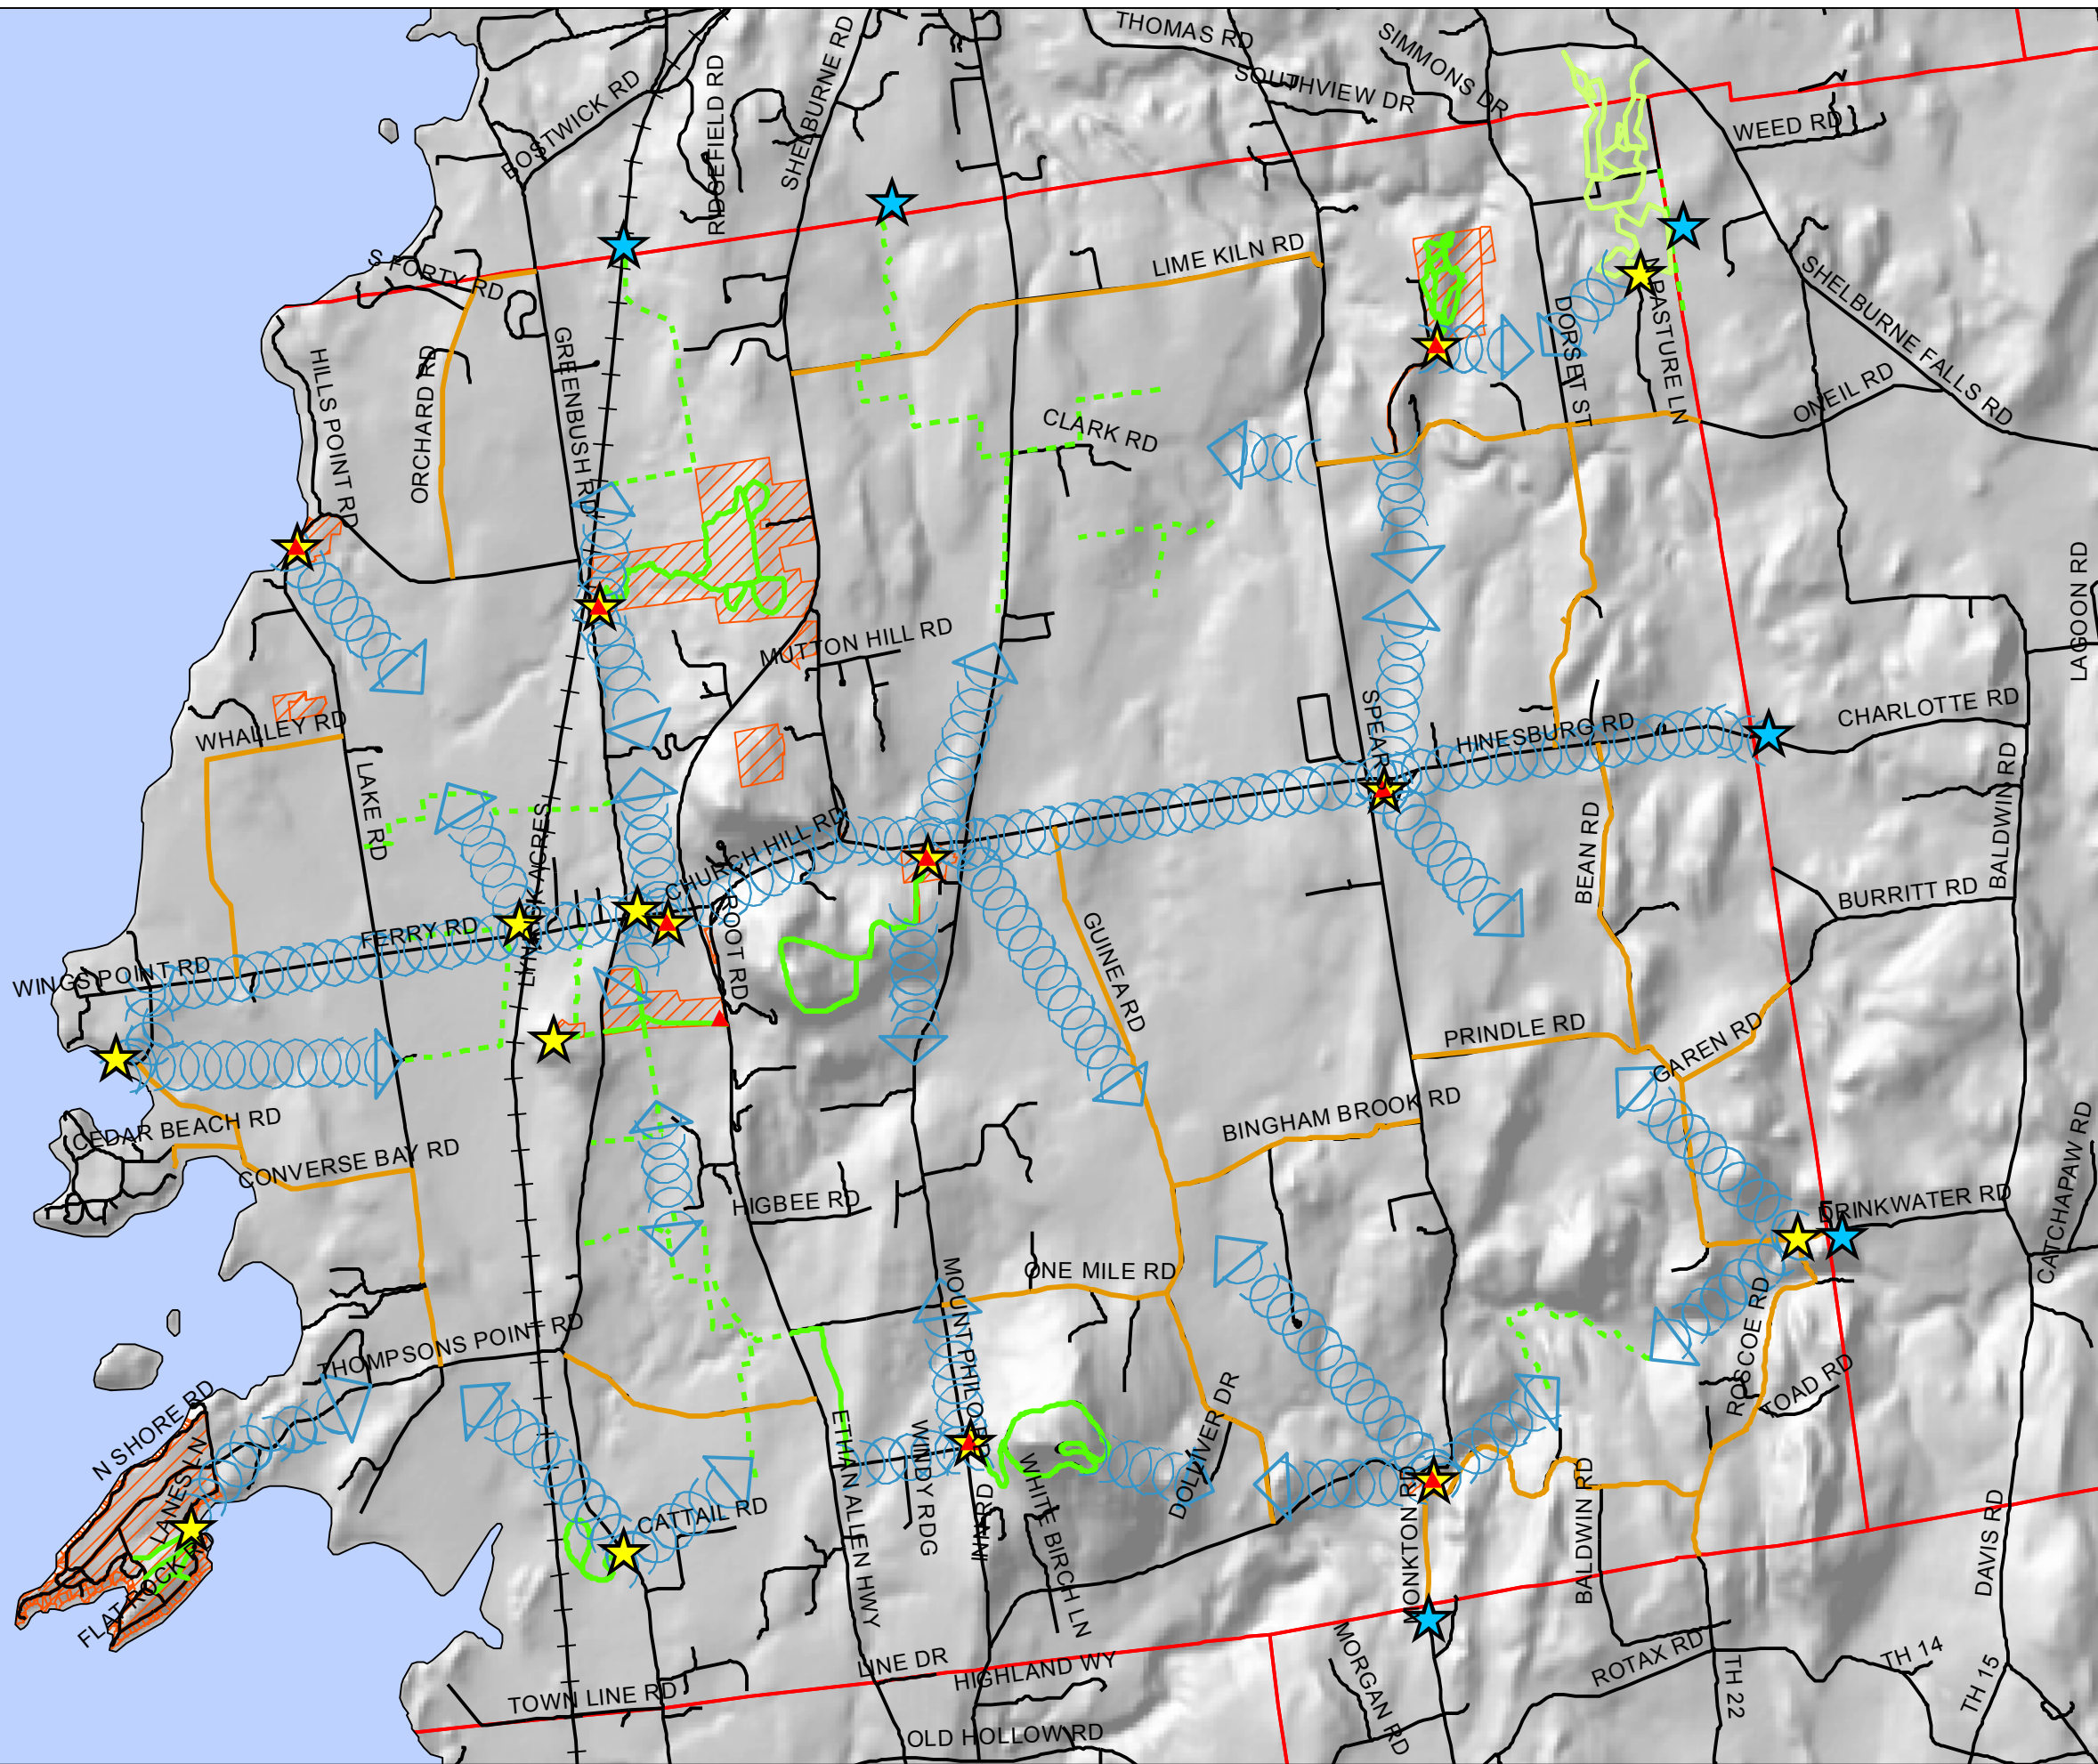 THOMAS RD
SIMMONS DR
SOUTHVIEW DR
BOSTWICK RD
RIDGEFIELD RD
SHELBURNE RD
WEED RD
S FORTY RD
LIME KILN RD
SHELBURNE FALLS RD
HILLS POINT RD
ORCHARD RD
GREENBUSH RD
DORSET ST
PASTURE LN
ONEIL RD
CLARK RD
LAGOON RD
MUTTON HILL RD
WHALLEY RD
SPEAR
HINESBURG RD
CHARLOTTE RD
LAKE RD
CHURCH HILL RD
BEAN RD
BALDWIN RD
BURRITT RD
FERRY RD
ROOT RD
GUINEA RD
WINGS POINT RD
PRINDLE RD
GAREN RD
CEDAR BEACH RD
BINGHAM BROOK RD
CONVERSE BAY RD
HIGBEE RD
DRINKWATER RD
CATCHAPAW RD
ONE MILE RD
MOUNT PHILO RD
THOMPSONS POINT RD
ROSCOE RD
TOAD RD
N SHORE RD
LANES LN
FLAT ROCK RD
CATTAIL RD
ETHAN ALLEN HWY
WINDY RDG
INN RD
WHITE BIRCH LN
DOLLIVER DR
MONKTON RD
BALDWIN RD
DAVIS RD
LINE DR
HIGHLAND WY
TOWN LINE RD
OLD HOLLOW RD
MORGAN RD
ROTAX RD
TH 22
TH 14
TH 15